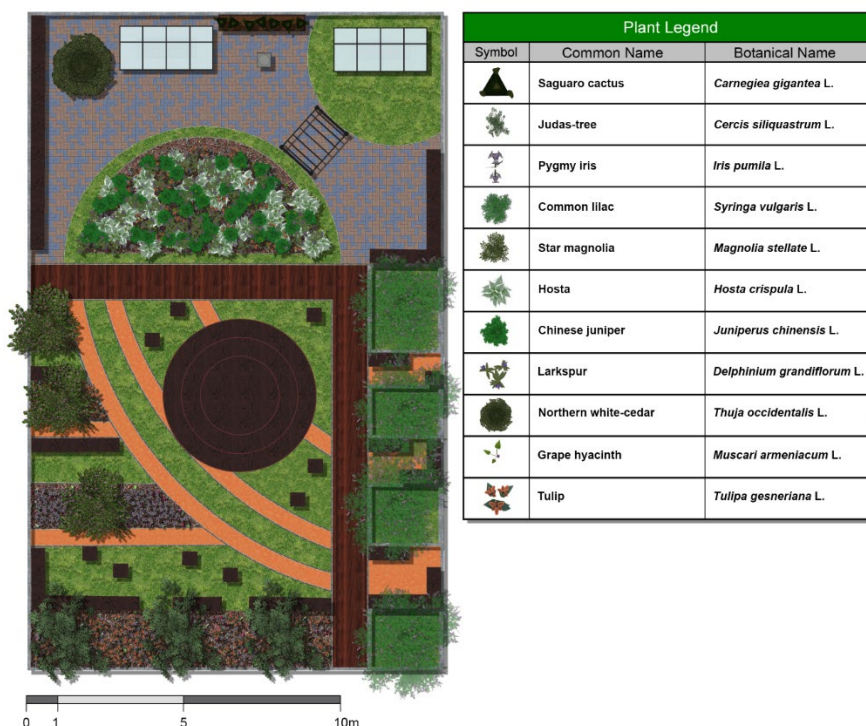 Plant Legend
Symbol Common Name Botanical Name
Saguaro cactus Carnegiea gigantea L.
Judas-tree Cercis siliquastrum L.
Pygmy iris Iris pumila L.
Common lilac Syringa vulgaris L.
Star magnolia Magnolia stellate L.
Hosta Hosta crispula L.
Chinese juniper Juniperus chinensis L.
Larkspur Delphinium grandiflorum L.
Northern white-cedar Thuja occidentalis L.
Grape hyacinth Muscari armeniacum L.
Tulip Tulipa gesneriana L.
0 1 5 10m